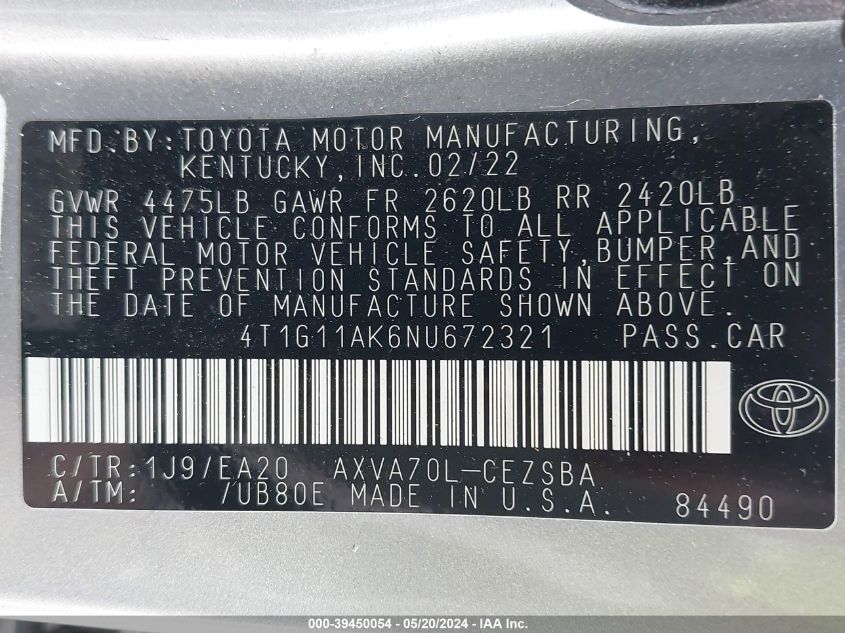 MFD.BY:TOYOTA MOTOR MANUFACTURING,
KENTUCKY,INC.02/22
GVWR 4475LB GAWR FR 2620LB RR 2420LB
THIS VEHICLE CONFORMS TO ALL APPLICABLE
FEDERAL MOTOR VEHICLE SAFETY,BUMPER,AND
THEFT PREVENTION STANDARDS IN EFFECT ON
THE DATE OF MANUFACTURE SHOWN ABOVE.
4T1G11AK6NU672321 PASS.CAR
C/TR:1J9/EA20 AXVA70L-CEZSBA
A/TM: /UB80E MADE IN U.S.A. 84490
000-39450054 - 05/20/2024 - IAA Inc.